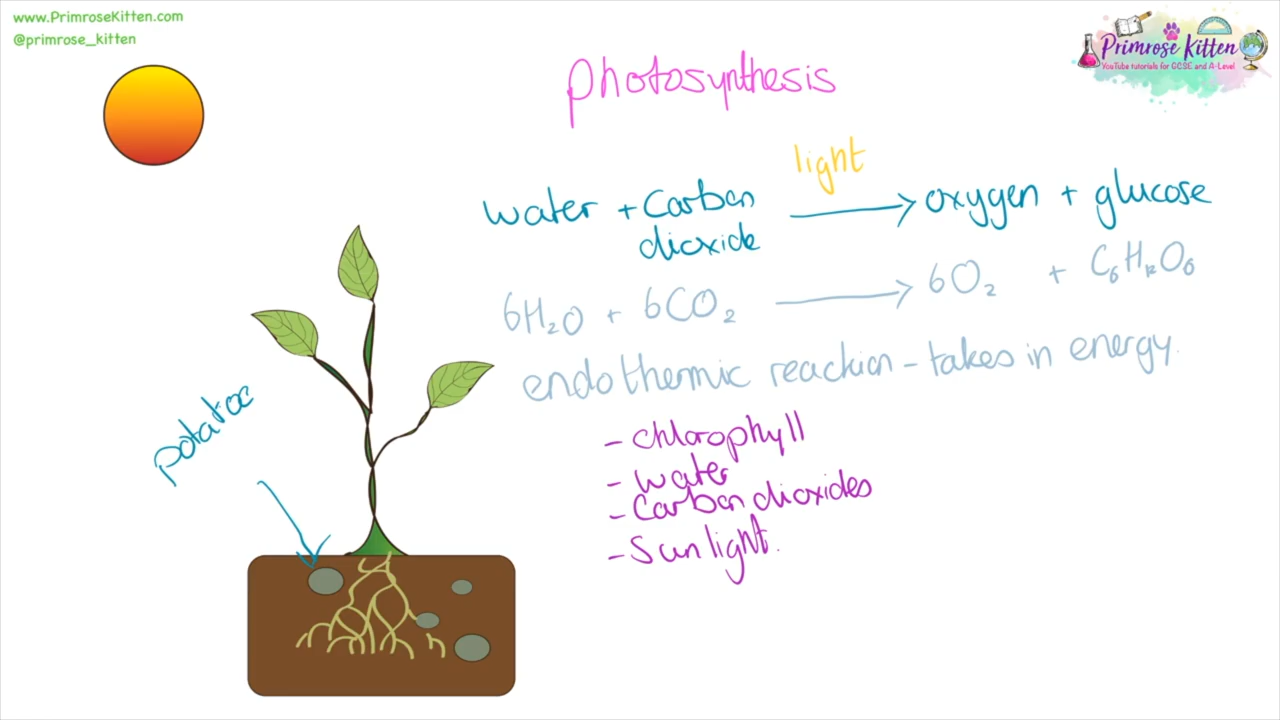 www.PrimroseKitten.com
@primrose_kitten
Primrose Kitten
YouTube tutorials for GCSE and A-Level
photosynthesis
light
water + Carbon dioxide → oxygen + glucose
6H₂O + 6CO₂ → 6O₂ + C₆H₁₂O₆
endothermic reaction - takes in energy.
potatoe
- chlorophyll
- water
- Carbon dioxides
- Sunlight.